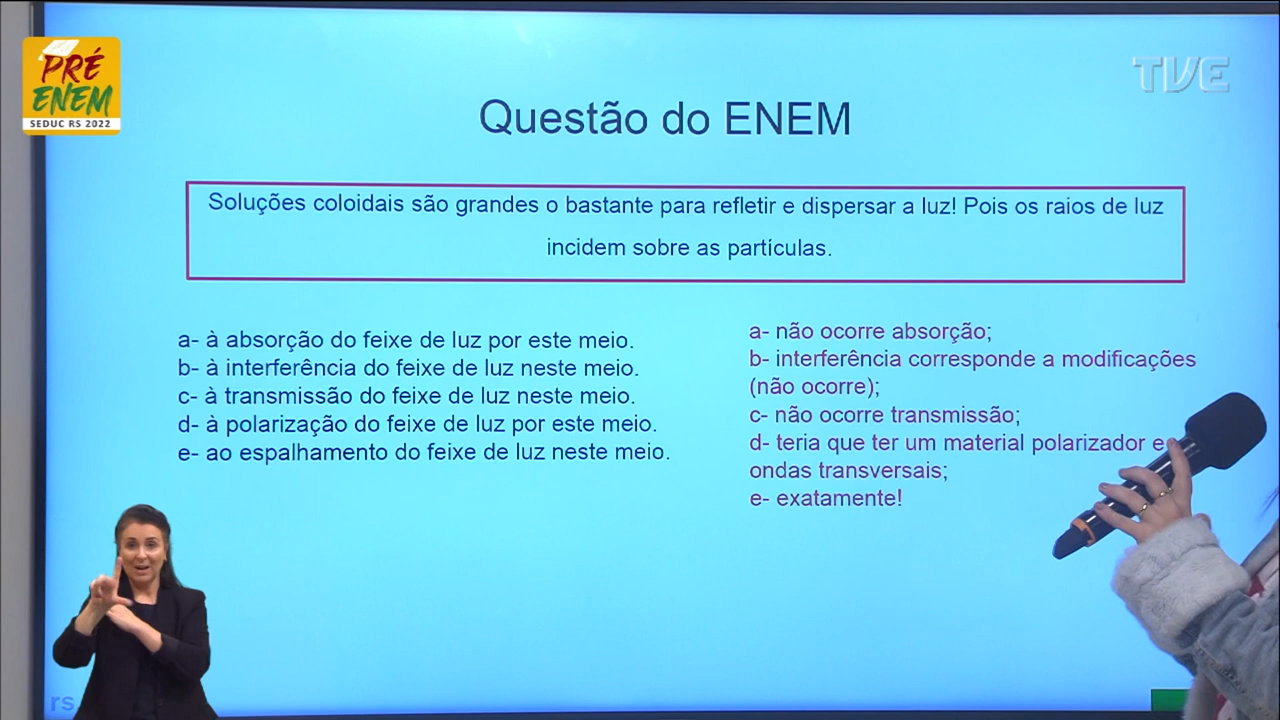 PRÉ
ENEM
SEDUC RS 2022
TVE
Questão do ENEM
Soluções coloidais são grandes o bastante para refletir e dispersar a luz! Pois os raios de luz
incidem sobre as partículas.
a- à absorção do feixe de luz por este meio.
b- à interferência do feixe de luz neste meio.
c- à transmissão do feixe de luz neste meio.
d- à polarização do feixe de luz por este meio.
e- ao espalhamento do feixe de luz neste meio.
a- não ocorre absorção;
b- interferência corresponde a modificações
(não ocorre);
c- não ocorre transmissão;
d- teria que ter um material polarizador e
ondas transversais;
e- exatamente!
rs